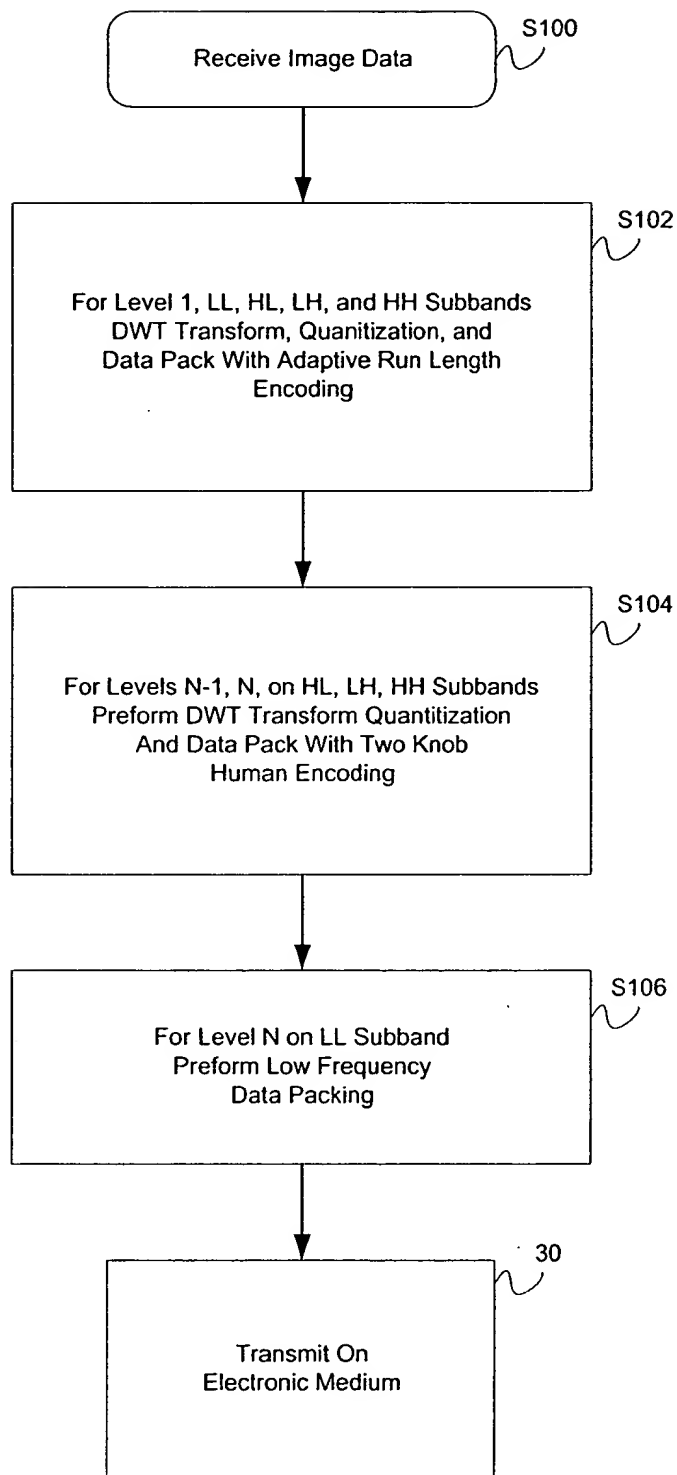 Receive Image Data
S100
S102
For Level 1, LL, HL, LH, and HH Subbands
DWT Transform, Quanitization, and
Data Pack With Adaptive Run Length
Encoding
S104
For Levels N-1, N, on HL, LH, HH Subbands
Preform DWT Transform Quantitization
And Data Pack With Two Knob
Human Encoding
S106
For Level N on LL Subband
Preform Low Frequency
Data Packing
30
Transmit On
Electronic Medium